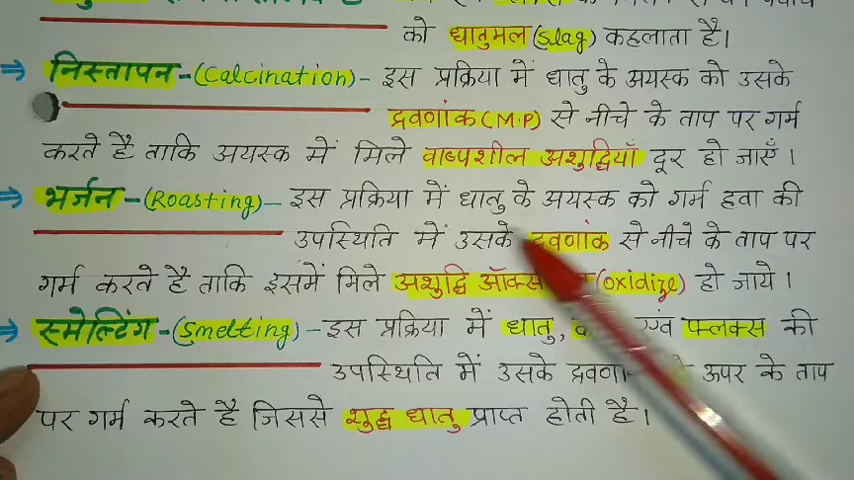 को धातुमल (Slag) कहलाता है।
⇒ निस्तापन - (Calcination) - इस प्रक्रिया में धातु के अयस्क को उसके
द्रवणांक (M.P) से नीचे के ताप पर गर्म
करते है ताकि अयस्क में मिले वाष्पशील अशुद्धियाँ दूर हो जाएँ।
⇒ भर्जन - (Roasting) - इस प्रक्रिया में धातु के अयस्क को गर्म हवा की
उपस्थिति में उसके द्रवणांक से नीचे के ताप पर
गर्म करते है ताकि इसमें मिले अशुद्धि (oxidize) हो जाये।
⇒ स्मेल्टिंग - (Smelting) - इस प्रक्रिया में धातु, एवं फ्लक्स की
उपस्थिति में उसके ऊपर के ताप
पर गर्म करते है जिससे शुद्ध धातु प्राप्त होती है।